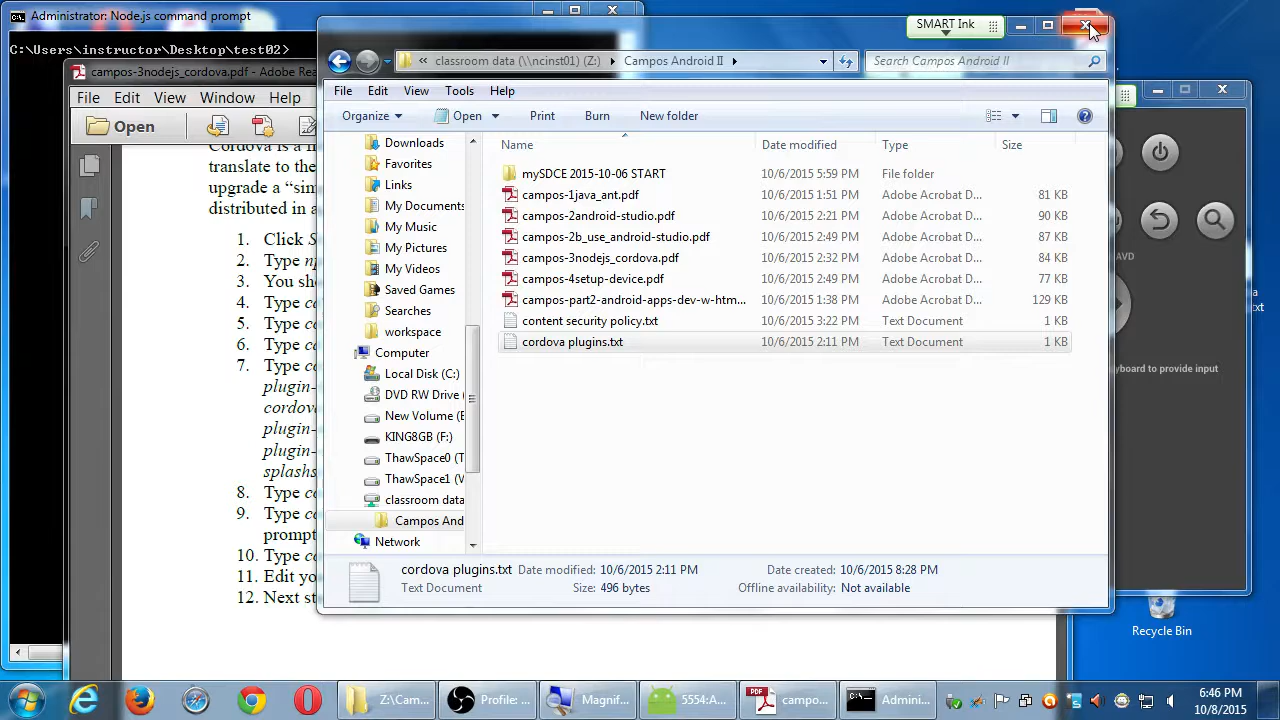 Administrator: Node.js command prompt
C:\Users\instructor\Desktop\test02>
campos-3nodejs_cordova.pdf - Adobe Rea
File Edit View Window Help
Open
translate to the
upgrade a “sim
distributed in a
1. Click S
2. Type np
3. You sho
4. Type co
5. Type co
6. Type co
7. Type co
plugin-
cordova
plugin-
plugin-
splashs
8. Type co
9. Type co
prompt
10. Type co
11. Edit yo
12. Next st
SMART Ink
« classroom data (\\ncinst01) (Z:) Campos Android II
Search Campos Android II
File Edit View Tools Help
Organize Open Print Burn New folder
Downloads
Favorites
Links
My Documents
My Music
My Pictures
My Videos
Saved Games
Searches
workspace
Computer
Local Disk (C:)
DVD RW Drive (
New Volume (E
KING8GB (F:)
ThawSpace0 (T
ThawSpace1 (V
classroom data
Campos And
Network
Name Date modified Type Size
mySDCE 2015-10-06 START 10/6/2015 5:59 PM File folder
campos-1java_ant.pdf 10/6/2015 1:51 PM Adobe Acrobat D... 81 KB
campos-2android-studio.pdf 10/6/2015 2:21 PM Adobe Acrobat D... 90 KB
campos-2b_use_android-studio.pdf 10/6/2015 2:49 PM Adobe Acrobat D... 87 KB
campos-3nodejs_cordova.pdf 10/6/2015 2:32 PM Adobe Acrobat D... 84 KB
campos-4setup-device.pdf 10/6/2015 2:49 PM Adobe Acrobat D... 77 KB
campos-part2-android-apps-dev-w-htm... 10/6/2015 1:38 PM Adobe Acrobat D... 129 KB
content security policy.txt 10/6/2015 3:22 PM Text Document 1 KB
cordova plugins.txt 10/6/2015 2:11 PM Text Document 1 KB
cordova plugins.txt Date modified: 10/6/2015 2:11 PM Date created: 10/6/2015 8:28 PM
Text Document Size: 496 bytes Offline availability: Not available
AVD
eyboard to provide input
a
xt
Recycle Bin
Z:\Cam... Profile: ... Magnif... 5554:A... PDF campo... Admini...
6:46 PM
10/8/2015